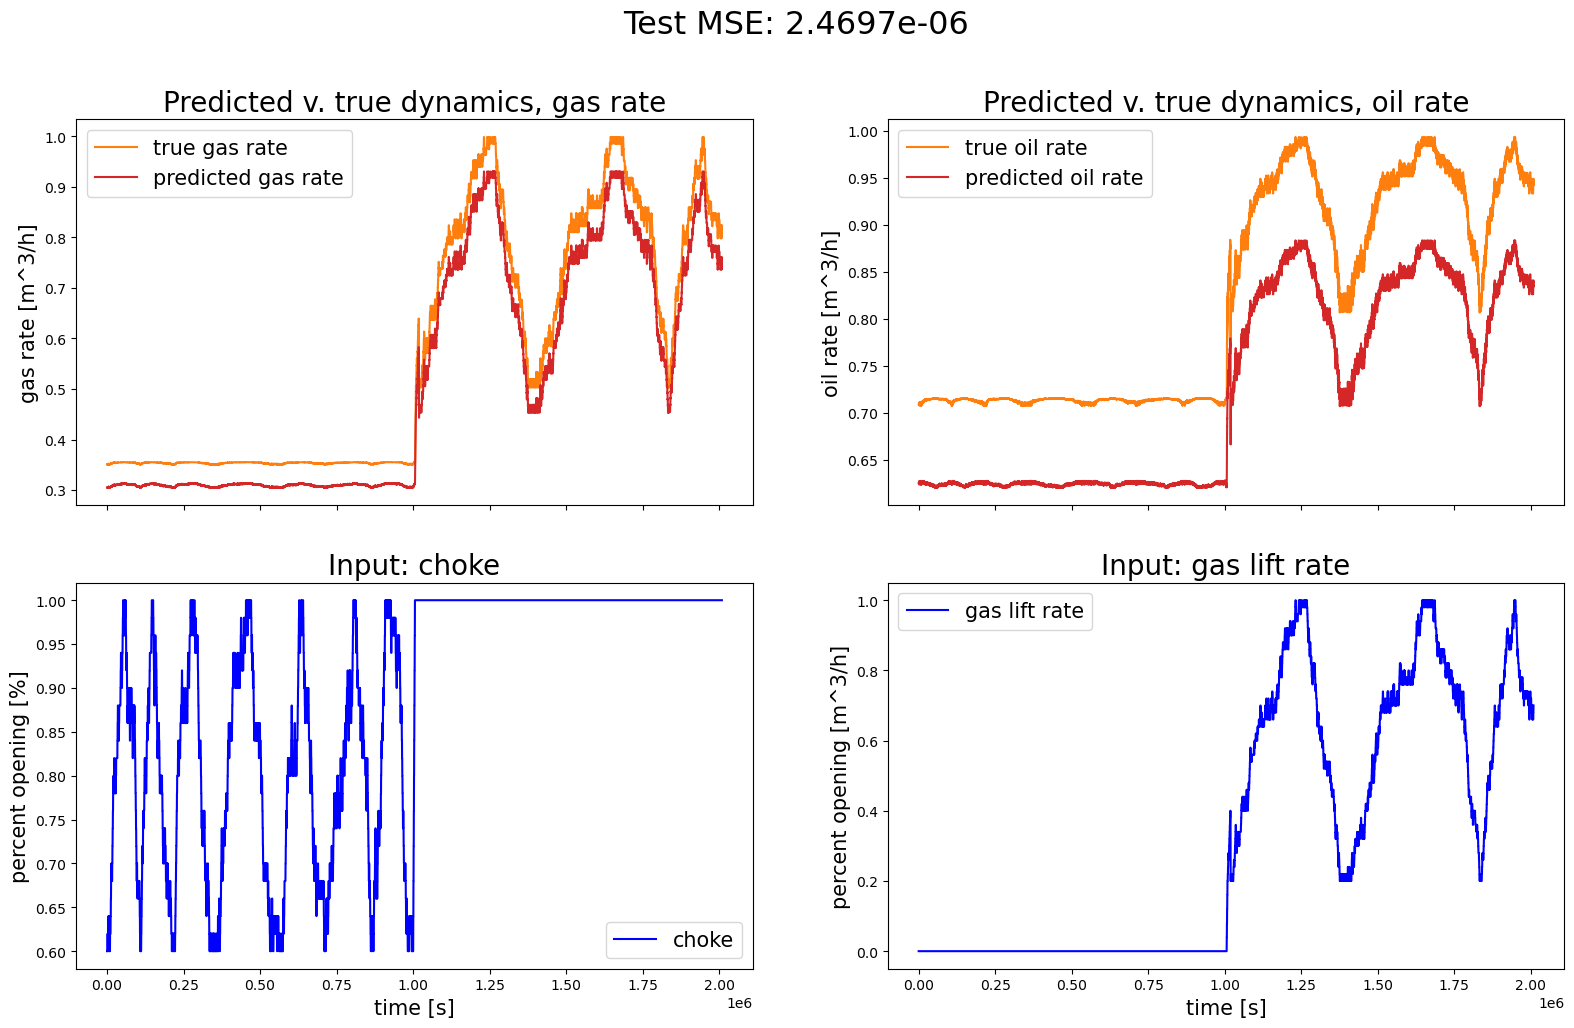 Test MSE: 2.4697e-06
Predicted v. true dynamics, gas rate
true gas rate
predicted gas rate
gas rate [m^3/h]
1.0
0.9
0.8
0.7
0.6
0.5
0.4
0.3
Predicted v. true dynamics, oil rate
true oil rate
predicted oil rate
oil rate [m^3/h]
1.00
0.95
0.90
0.85
0.80
0.75
0.70
0.65
Input: choke
percent opening [%]
1.00
0.95
0.90
0.85
0.80
0.75
0.70
0.65
0.60
choke
0.00 0.25 0.50 0.75 1.00 1.25 1.50 1.75 2.00
1e6
time [s]
Input: gas lift rate
gas lift rate
percent opening [m^3/h]
1.0
0.8
0.6
0.4
0.2
0.0
0.00 0.25 0.50 0.75 1.00 1.25 1.50 1.75 2.00
1e6
time [s]